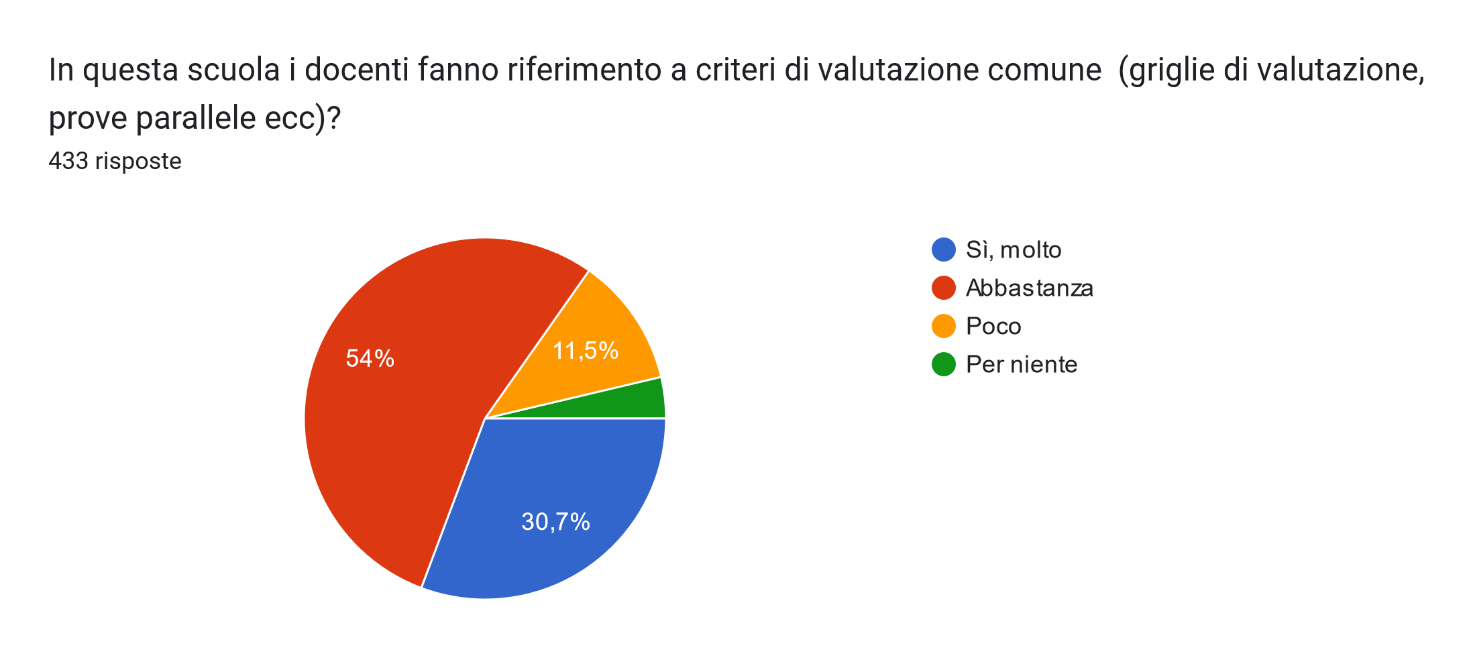 In questa scuola i docenti fanno riferimento a criteri di valutazione comune  (griglie di valutazione,
prove parallele ecc)?
433 risposte
Sì, molto
Abbastanza
Poco
Per niente
54%
11,5%
30,7%